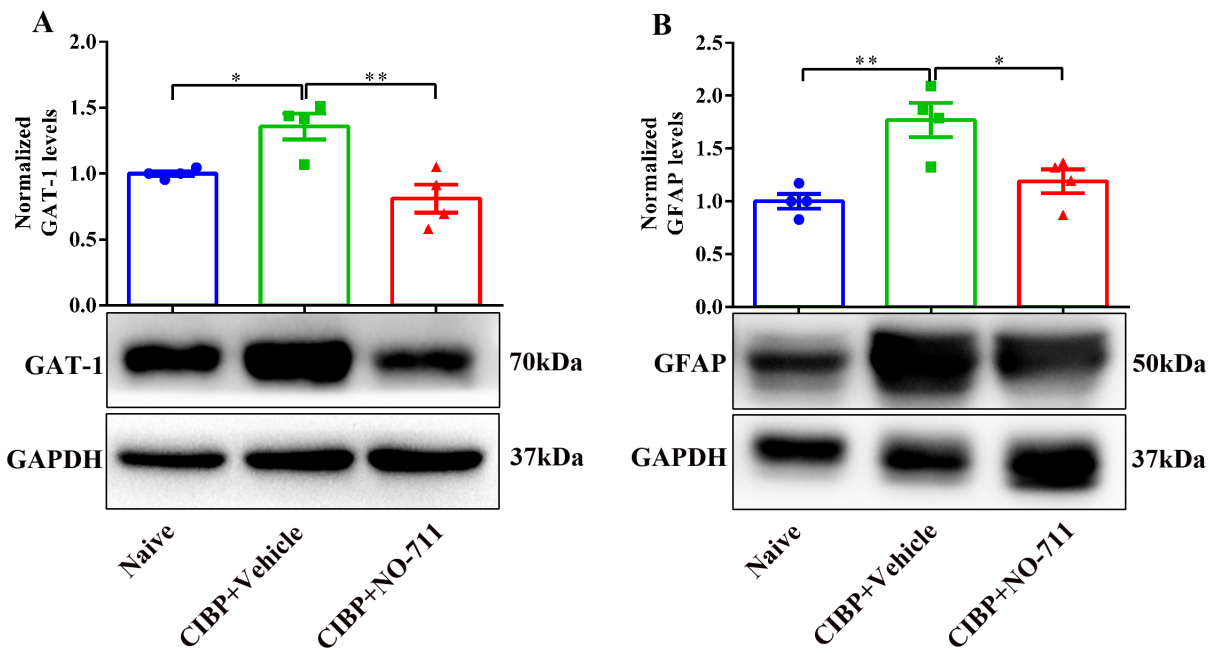 A
Normalized
GAT-1 levels
2.0
1.5
1.0
0.5
0.0
*
**
GAT-1
70kDa
GAPDH
37kDa
Naive
CIBP+Vehicle
CIBP+NO-711
B
Normalized
GFAP levels
2.5
2.0
1.5
1.0
0.5
0.0
**
*
GFAP
50kDa
GAPDH
37kDa
Naive
CIBP+Vehicle
CIBP+NO-711